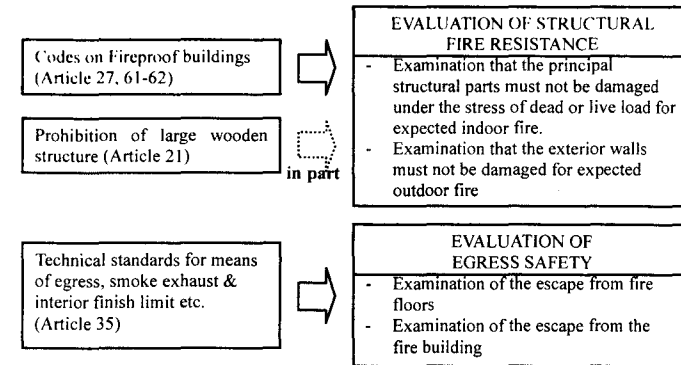 Codes on Fireproof buildings
(Article 27, 61-62)
Prohibition of large wooden
structure (Article 21)
in part
EVALUATION OF STRUCTURAL
FIRE RESISTANCE
- Examination that the principal
structural parts must not be damaged
under the stress of dead or live load for
expected indoor fire.
- Examination that the exterior walls
must not be damaged for expected
outdoor fire
Technical standards for means
of egress, smoke exhaust &
interior finish limit etc.
(Article 35)
EVALUATION OF
EGRESS SAFETY
- Examination of the escape from fire
floors
- Examination of the escape from the
fire building